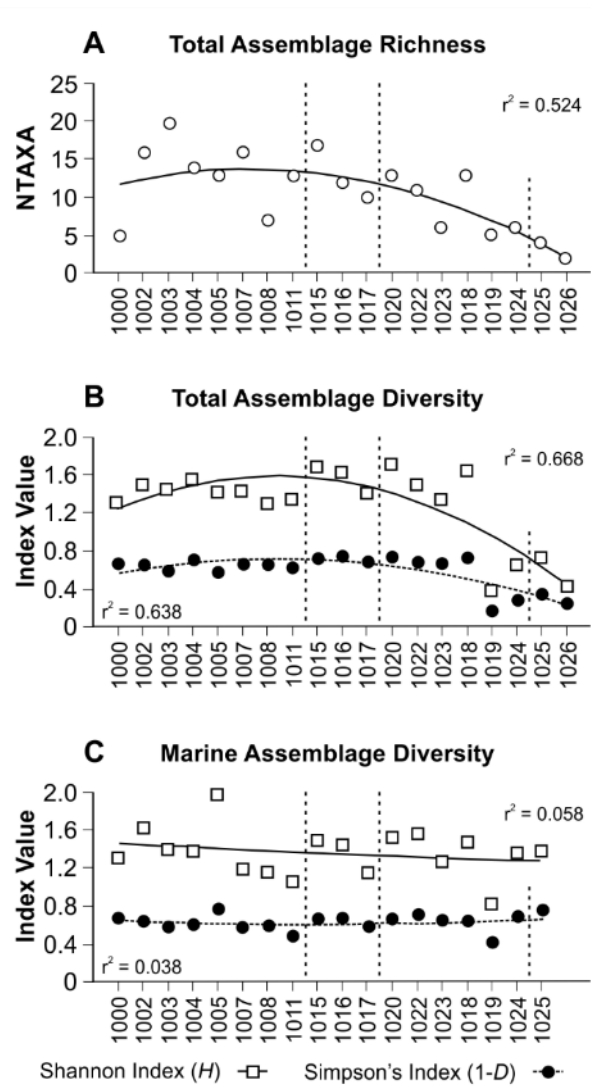 A Total Assemblage Richness
25
20
15
10
5
0
NTAXA
r² = 0.524
1000 1002 1003 1004 1005 1007 1008 1011 1015 1016 1017 1020 1022 1023 1018 1019 1024 1025 1026
B Total Assemblage Diversity
2.0
1.6
1.2
0.8
0.4
0
Index Value
r² = 0.668
r² = 0.638
1000 1002 1003 1004 1005 1007 1008 1011 1015 1016 1017 1020 1022 1023 1018 1019 1024 1025 1026
C Marine Assemblage Diversity
2.0
1.6
1.2
0.8
0.4
0
Index Value
r² = 0.058
r² = 0.038
1000 1002 1003 1004 1005 1007 1008 1011 1015 1016 1017 1020 1022 1023 1018 1019 1024 1025
Shannon Index (H) Simpson's Index (1-D)